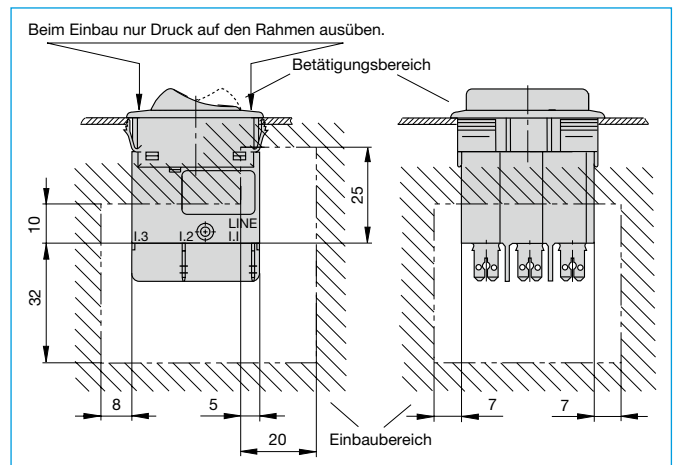 Beim Einbau nur Druck auf den Rahmen ausüben.
Betätigungsbereich
25
10
LINE
I.3 I.2 I.I
32
8 5 7 7
20 Einbaubereich